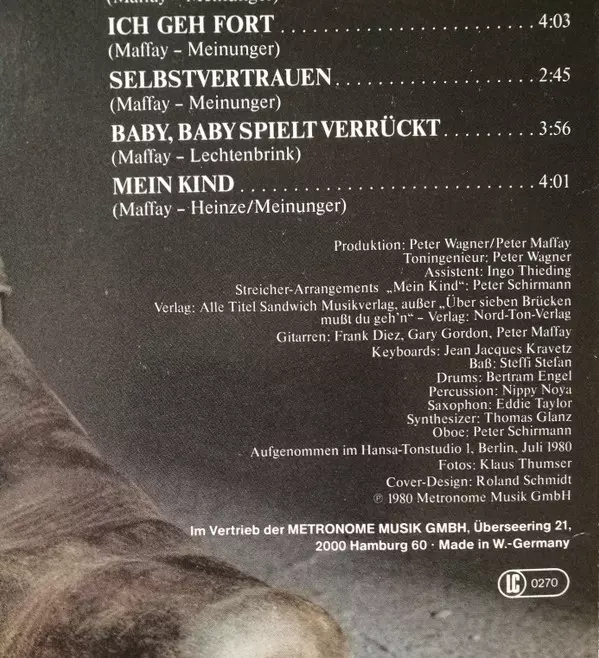 (Maffay – Meinunger)
ICH GEH FORT . . . . . . . . . . . . . . . . . . . . . . . . . 4:03
(Maffay – Meinunger)
SELBSTVERTRAUEN . . . . . . . . . . . . . . . . . . . . 2:45
(Maffay – Meinunger)
BABY, BABY SPIELT VERRÜCKT . . . . . . . . . 3:56
(Maffay – Lechtenbrink)
MEIN KIND . . . . . . . . . . . . . . . . . . . . . . . . . . . . 4:01
(Maffay – Heinze/Meinunger)
Produktion: Peter Wagner/Peter Maffay
Toningenieur: Peter Wagner
Assistent: Ingo Thieding
Streicher-Arrangements „Mein Kind“: Peter Schirmann
Verlag: Alle Titel Sandwich Musikverlag, außer „Über sieben Brücken
mußt du geh'n“ – Verlag: Nord-Ton-Verlag
Gitarren: Frank Diez, Gary Gordon, Peter Maffay
Keyboards: Jean Jacques Kravetz
Baß: Steffi Stefan
Drums: Bertram Engel
Percussion: Nippy Noya
Saxophon: Eddie Taylor
Synthesizer: Thomas Glanz
Oboe: Peter Schirmann
Aufgenommen im Hansa-Tonstudio 1, Berlin, Juli 1980
Fotos: Klaus Thumser
Cover-Design: Roland Schmidt
℗ 1980 Metronome Musik GmbH
Im Vertrieb der METRONOME MUSIK GMBH, Überseering 21,
2000 Hamburg 60 · Made in W.-Germany
LC 0270